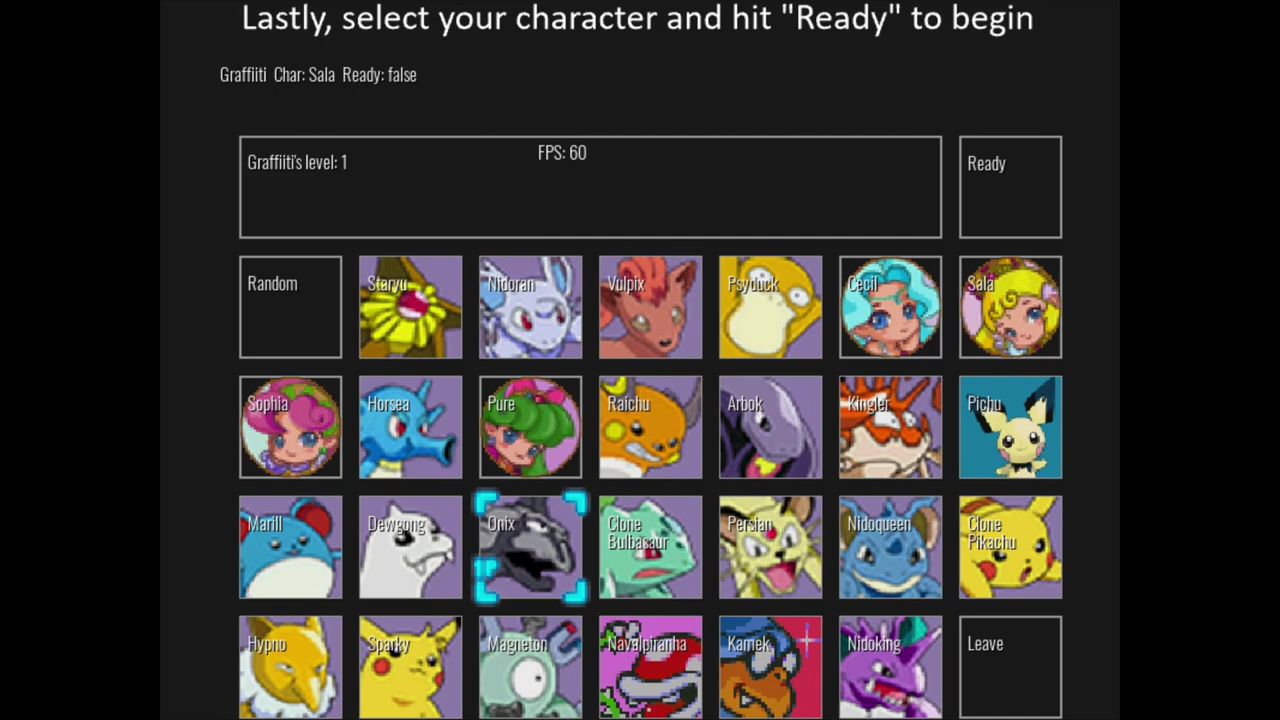 Lastly, select your character and hit "Ready" to begin
Graffiiti Char: Sala Ready: false
Graffiiti's level: 1
FPS: 60
Ready
Random
Staryu
Nidoran
Vulpix
Psyduck
Cecil
Sala
Sophia
Horsea
Pure
Raichu
Arbok
Kingler
Pichu
Marill
Dewgong
Onix
Clone
Bulbasaur
Persian
Nidoqueen
Clone
Pikachu
Hypno
Sparky
Magneton
Navalpiranha
Kamek
Nidoking
Leave